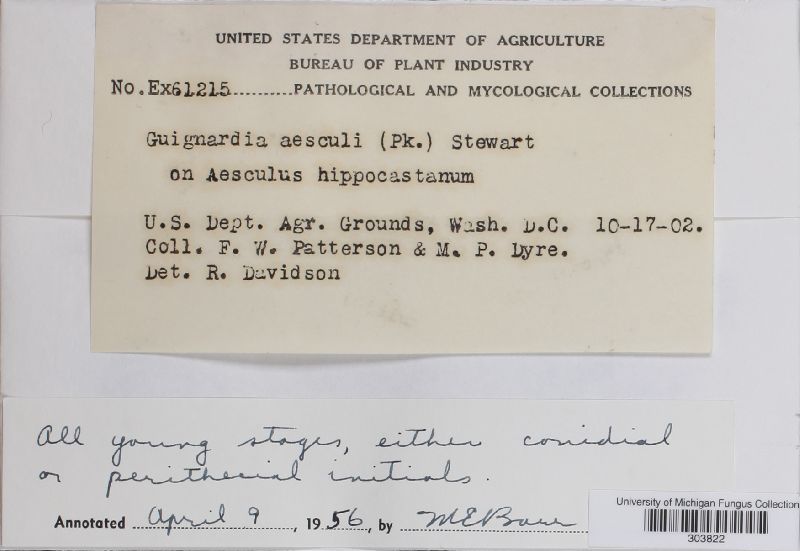 UNITED STATES DEPARTMENT OF AGRICULTURE
BUREAU OF PLANT INDUSTRY
No.Ex61215..........PATHOLOGICAL AND MYCOLOGICAL COLLECTIONS
Guignardia aesculi (Pk.) Stewart
on Aesculus hippocastanum
U.S. Dept. Agr. Grounds, Wash. D.C. 10-17-02.
Coll. F. W. Patterson & M. P. Dyre.
Det. R. Davidson
All young stages, either conidial
or perithecial initials.
Annotated April 9, 1956, by MEBarr
University of Michigan Fungus Collection
303822